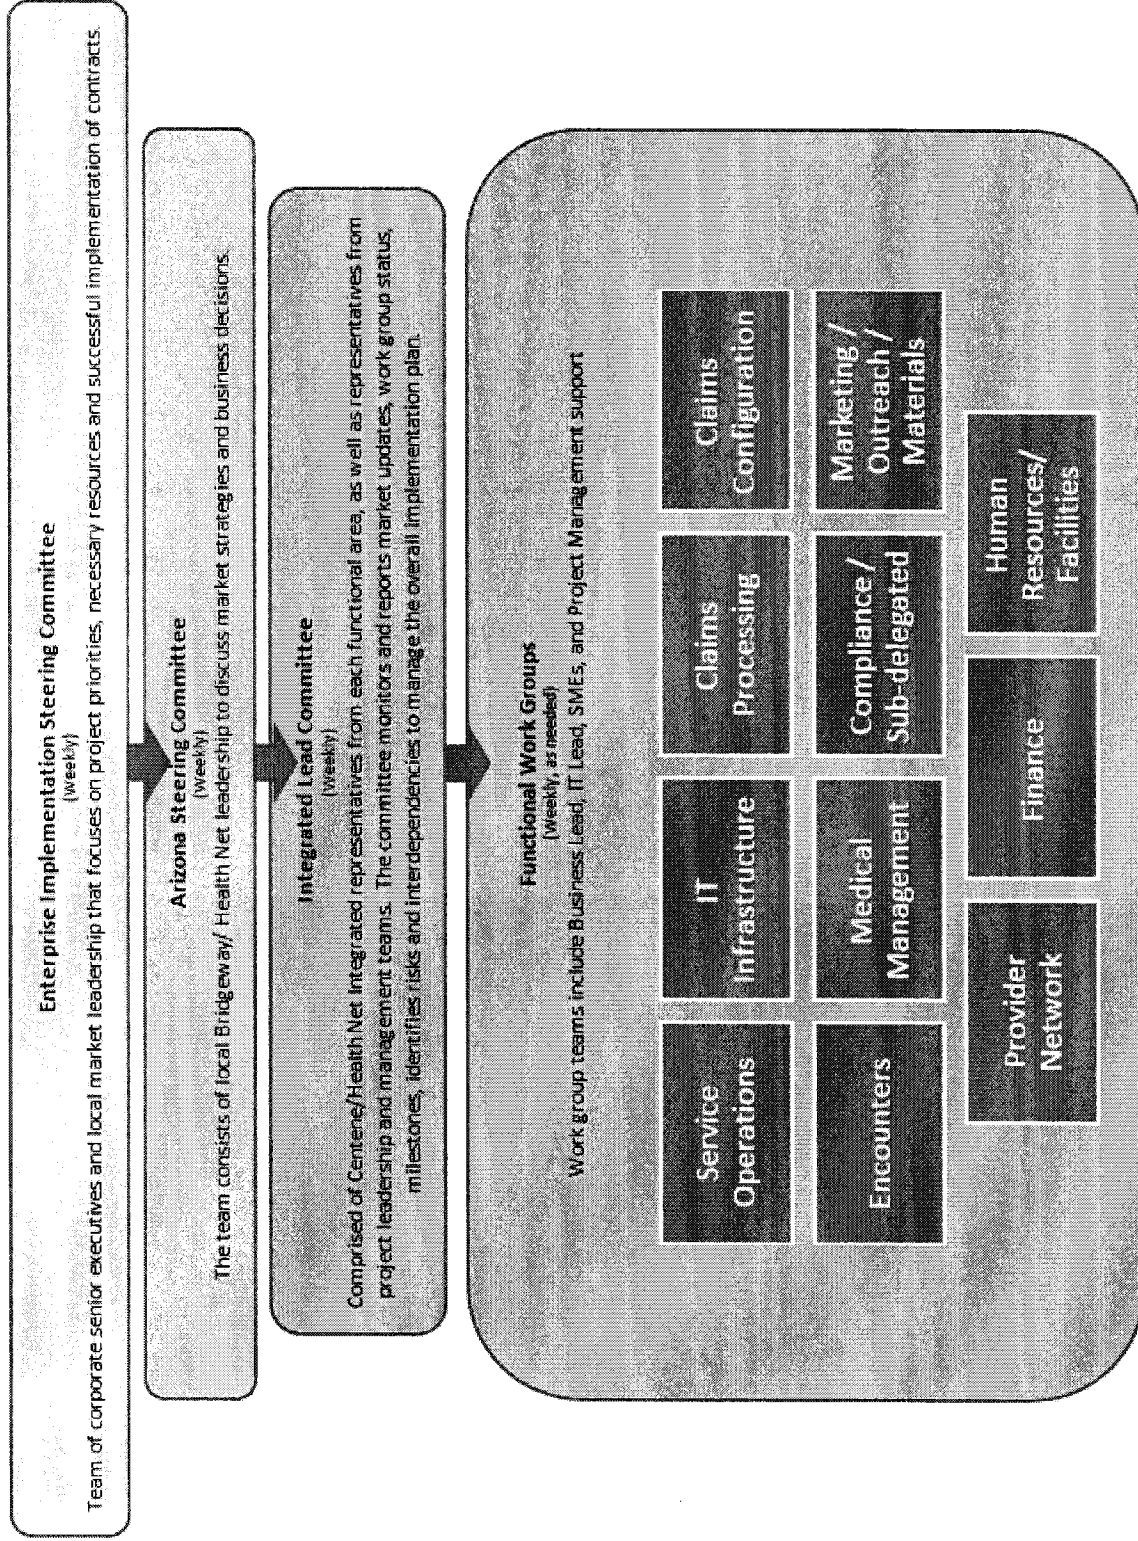 Enterprise Implementation Steering Committee
(Weekly)
Team of corporate senior executives and local market leadership that focuses on project priorities, necessary resources and successful implementation of contracts.
Arizona Steering Committee
(Weekly)
The team consists of local Bridgeway/ Health Net leadership to discuss market strategies and business decisions.
Integrated Lead Committee
(Weekly)
Comprised of Centene/Health Net Integrated representatives from each functional area, as well as representatives from
project leadership and management teams. The committee monitors and reports market updates, work group status,
milestones, identifies risks and interdependencies to manage the overall implementation plan.
Functional Work Groups
(Weekly, as needed)
Work group teams include Business Lead, IT Lead, SMEs, and Project Management support
Service
Operations
IT
Infrastructure
Claims
Processing
Claims
Configuration
Encounters
Medical
Management
Compliance /
Sub-delegated
Marketing /
Outreach /
Materials
Provider
Network
Finance
Human
Resources/
Facilities